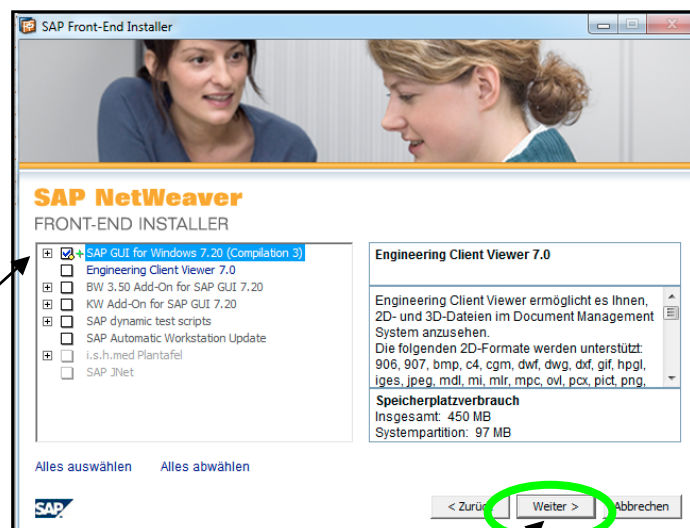 SAP Front-End Installer
SAP NetWeaver
FRONT-END INSTALLER
SAP GUI for Windows 7.20 (Compilation 3)
Engineering Client Viewer 7.0
BW 3.50 Add-On for SAP GUI 7.20
KW Add-On for SAP GUI 7.20
SAP dynamic test scripts
SAP Automatic Workstation Update
i.s.h.med Plantafel
SAP JNet
Engineering Client Viewer 7.0
Engineering Client Viewer ermöglicht es Ihnen,
2D- und 3D-Dateien im Document Management
System anzusehen.
Die folgenden 2D-Formate werden unterstützt:
906, 907, bmp, c4, cgm, dwf, dwg, dxf, gif, hpgl,
iges, jpeg, mdl, mi, mlr, mpc, ovl, pcx, pict, png,
Speicherplatzverbrauch
Insgesamt: 450 MB
Systempartition: 97 MB
Alles auswählen Alles abwählen
SAP
< Zurück Weiter > Abbrechen